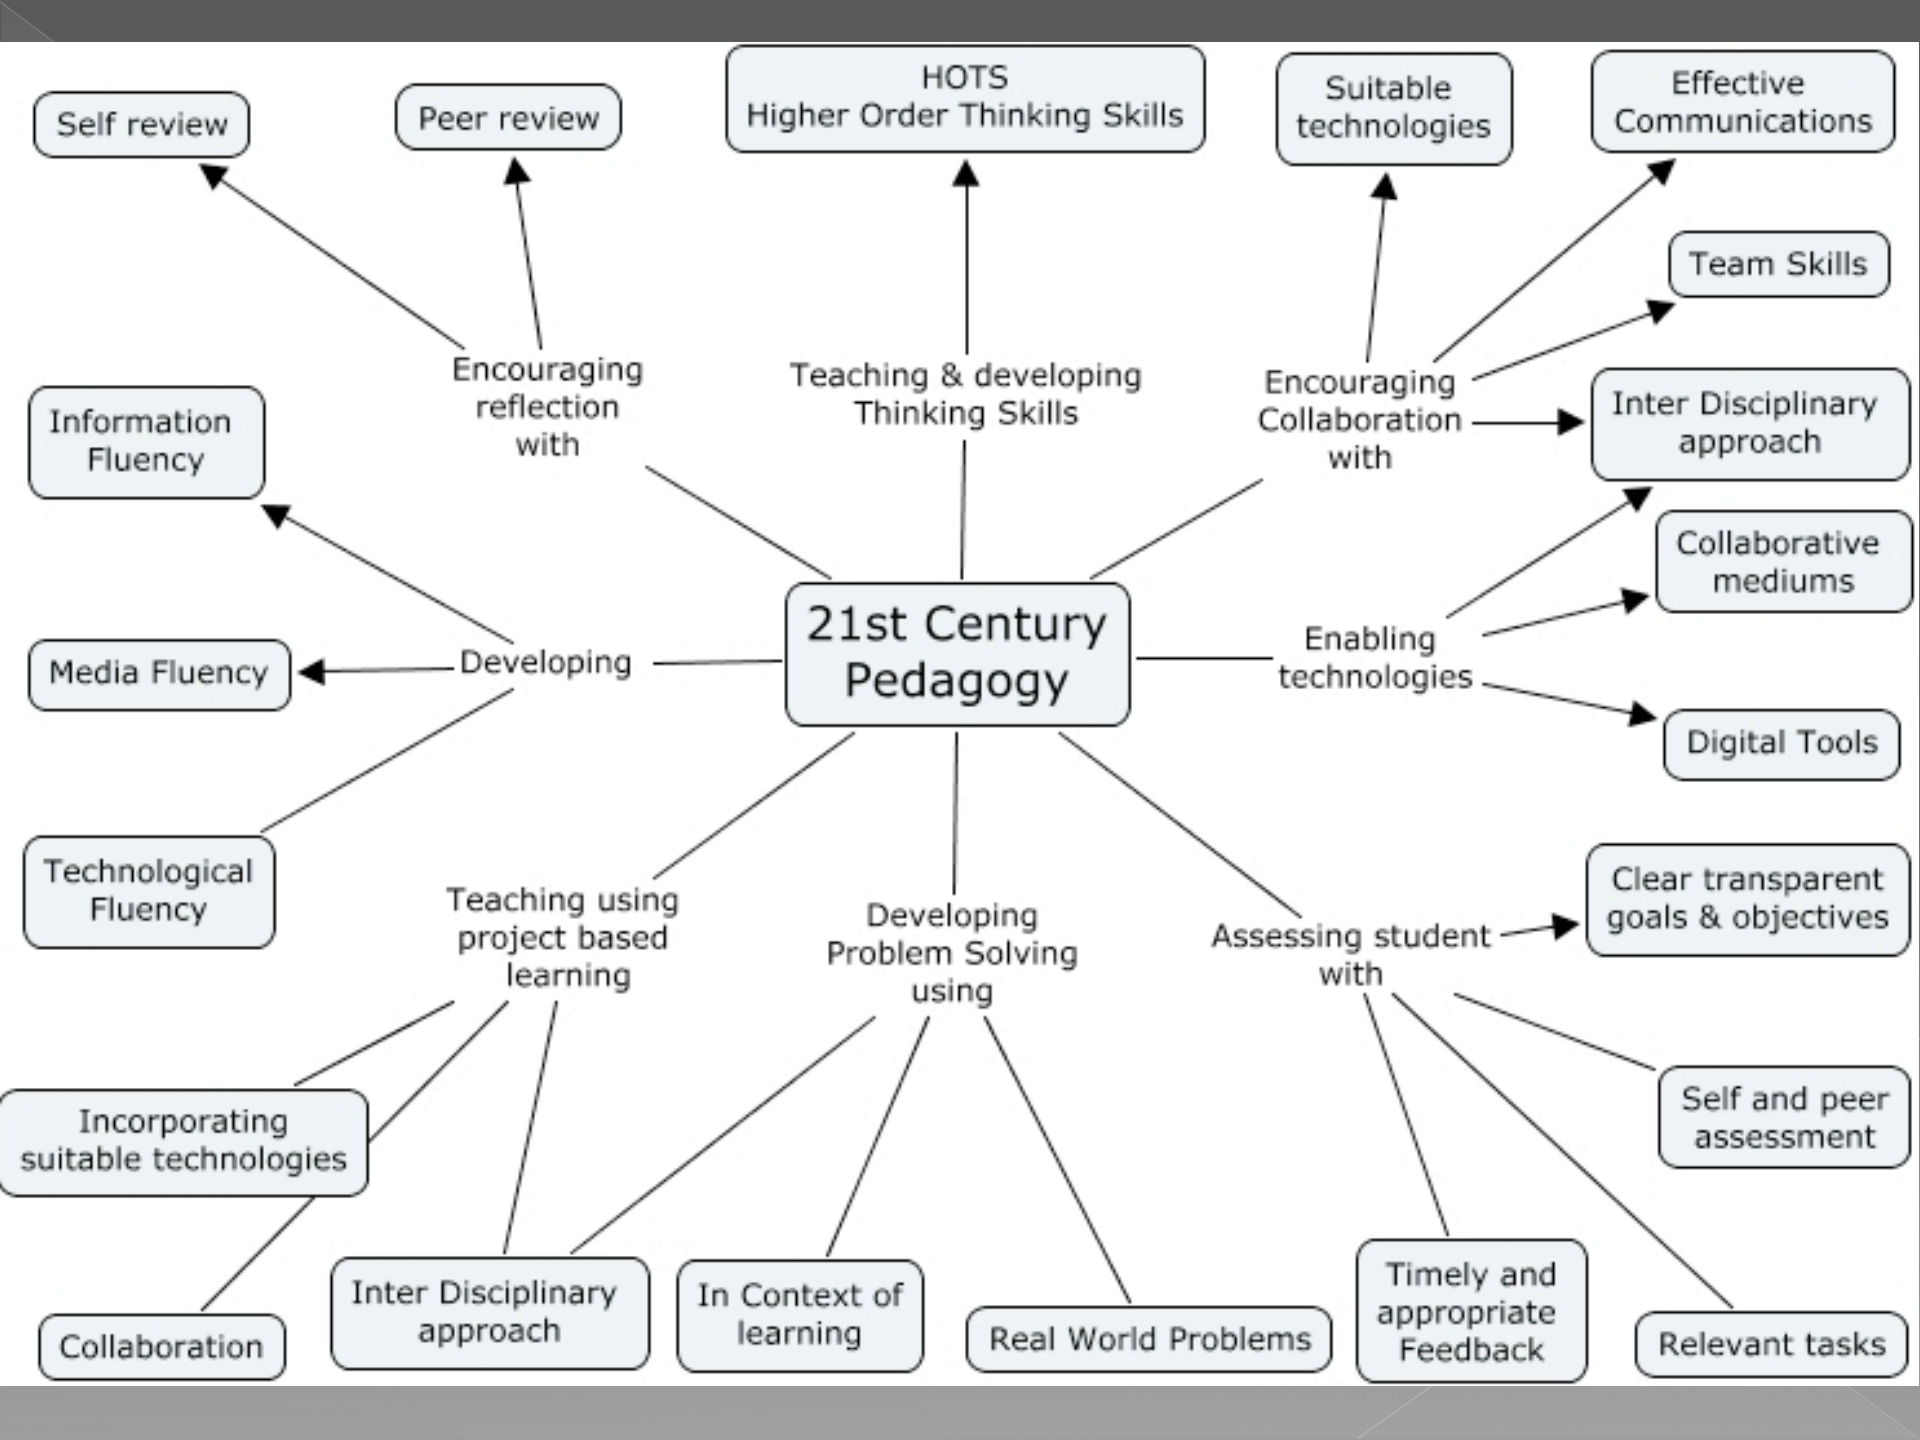 HOTS
Higher Order Thinking Skills
Suitable
technologies
Effective
Communications
Self review
Peer review
Team Skills
Encouraging
reflection
with
Teaching & developing
Thinking Skills
Encouraging
Collaboration
with
Inter Disciplinary
approach
Information
Fluency
Collaborative
mediums
21st Century
Pedagogy
Media Fluency
Developing
Enabling
technologies
Digital Tools
Technological
Fluency
Teaching using
project based
learning
Developing
Problem Solving
using
Assessing student
with
Clear transparent
goals & objectives
Incorporating
suitable technologies
Self and peer
assessment
Collaboration
Inter Disciplinary
approach
In Context of
learning
Real World Problems
Timely and
appropriate
Feedback
Relevant tasks